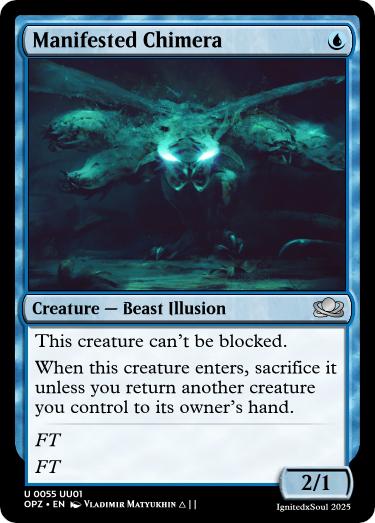 Manifested Chimera
Creature — Beast Illusion
This creature can't be blocked.
When this creature enters, sacrifice it
unless you return another creature
you control to its owner's hand.
FT
FT
2/1
U 0055 UU01
OPZ • EN Vladimir Matyukhin △ ||
IgnitedxSoul 2025